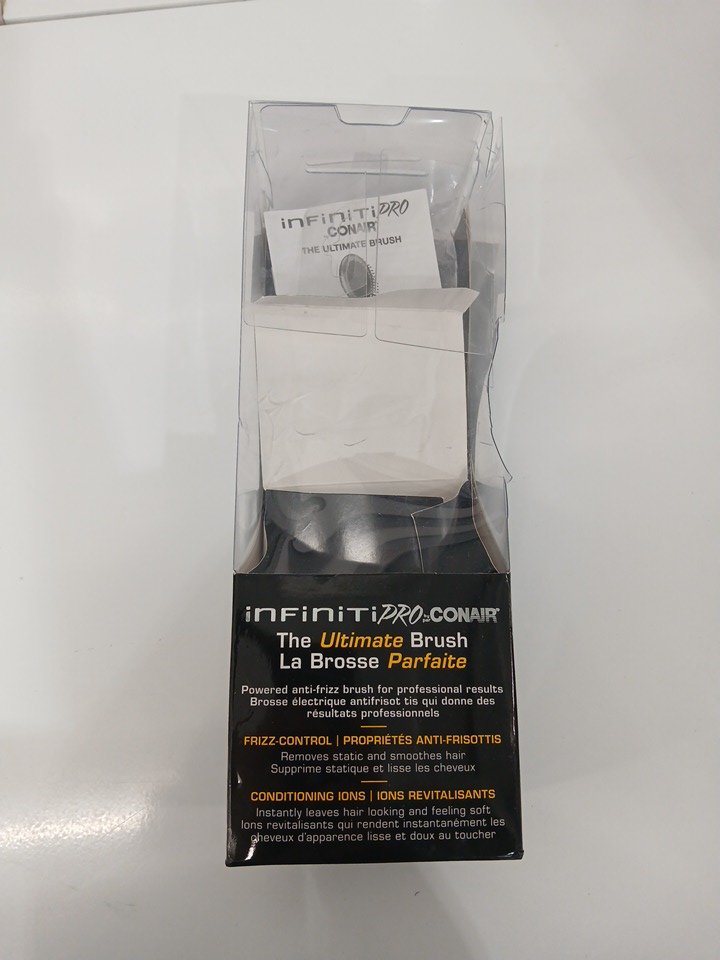 INFINITIPRO
BY CONAIR
THE ULTIMATE BRUSH
INFINITIPRO by par CONAIR®
The Ultimate Brush
La Brosse Parfaite
Powered anti-frizz brush for professional results
Brosse électrique antifrisot tis qui donne des
résultats professionnels
FRIZZ-CONTROL | PROPRIÉTÉS ANTI-FRISOTTIS
Removes static and smoothes hair
Supprime statique et lisse les cheveux
CONDITIONING IONS | IONS REVITALISANTS
Instantly leaves hair looking and feeling soft
Ions revitalisants qui rendent instantanément les
cheveux d'apparence lisse et doux au toucher